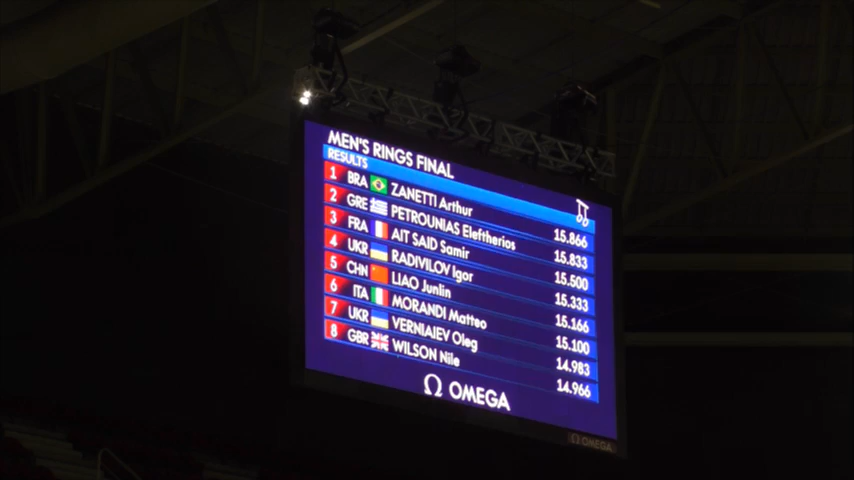 MEN'S RINGS FINAL
RESULTS
1 BRA ZANETTI Arthur 15.866
2 GRE PETROUNIAS Eleftherios 15.833
3 FRA AIT SAID Samir 15.500
4 UKR RADIVILOV Igor 15.333
5 CHN LIAO Junlin 15.166
6 ITA MORANDI Matteo 15.100
7 UKR VERNIAIEV Oleg 14.983
8 GBR WILSON Nile 14.966
Ω OMEGA
Ω OMEGA